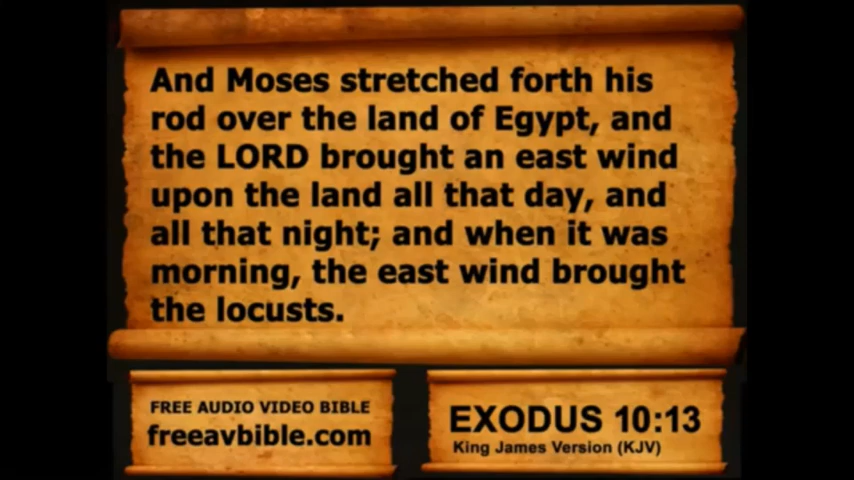 And Moses stretched forth his
rod over the land of Egypt, and
the LORD brought an east wind
upon the land all that day, and
all that night; and when it was
morning, the east wind brought
the locusts.
FREE AUDIO VIDEO BIBLE
freeavbible.com
EXODUS 10:13
King James Version (KJV)